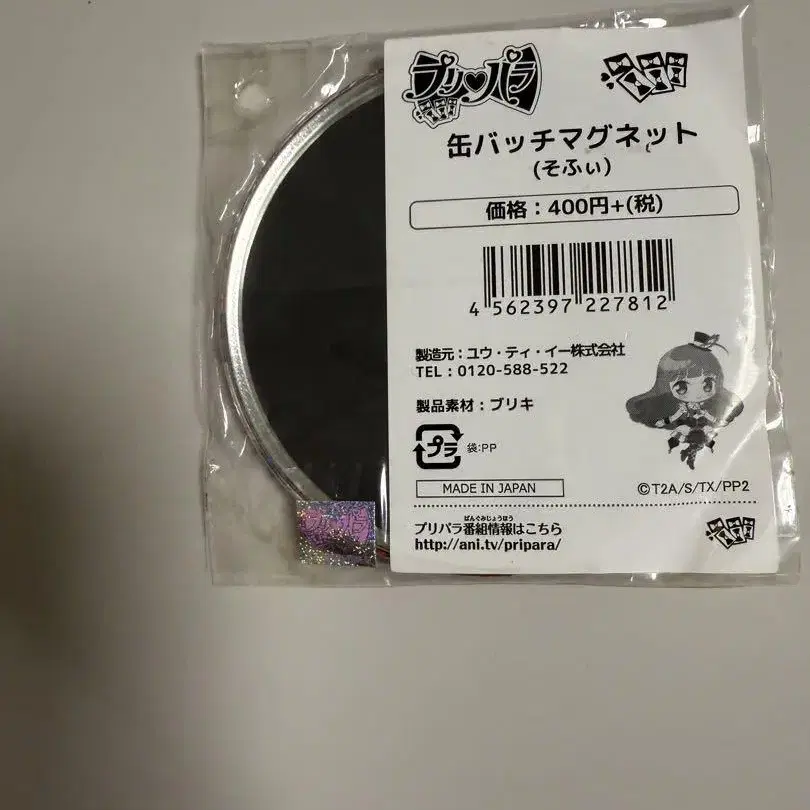 プリ♥パラ
缶バッチマグネット
(そふぃ)
価格：400円+(税)
4 562397 227812
製造元：ユウ・ティ・イー株式会社
TEL：0120-588-522
製品素材：ブリキ
プラ 袋:PP
MADE IN JAPAN
©T2A/S/TX/PP2
ばんぐみじょうほう
プリパラ番組情報はこちら
http://ani.tv/pripara/
プリパラ